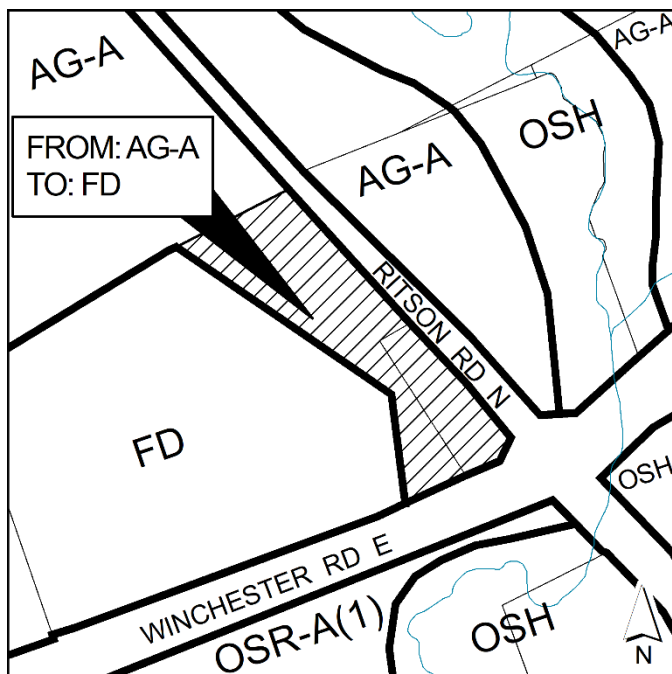 AG-A
AG-A
OSH
FROM: AG-A
TO: FD
AG-A
RITSON RD N
FD
OSH
WINCHESTER RD E
OSR-A(1)
OSH
N